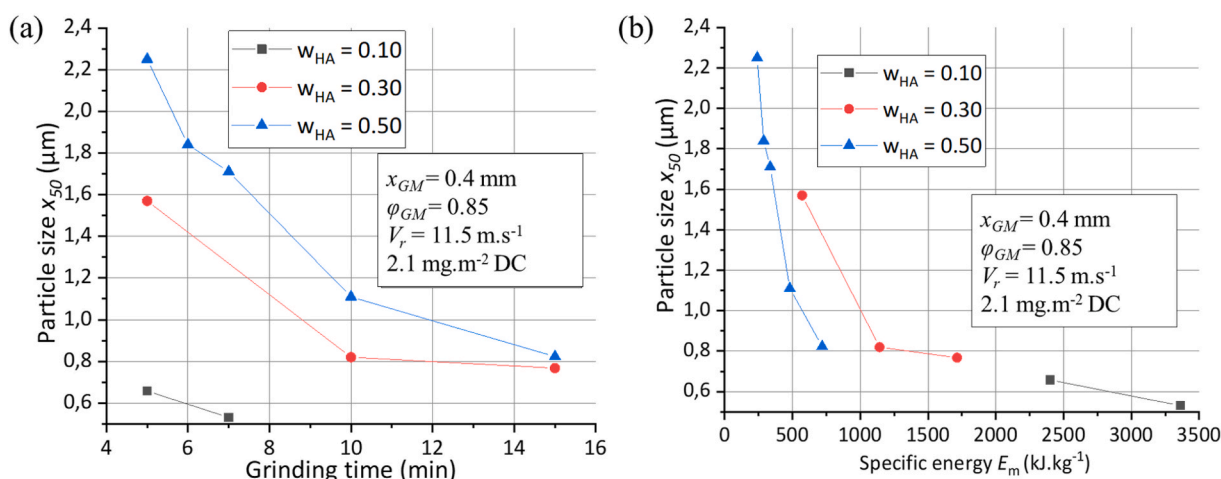 (a)
2,4
2,2
2,0
1,8
1,6
1,4
1,2
1,0
0,8
0,6
Particle size x50 (µm)
wHA = 0.10
wHA = 0.30
wHA = 0.50
xGM = 0.4 mm
φGM = 0.85
Vr = 11.5 m.s-1
2.1 mg.m-2 DC
4 6 8 10 12 14 16
Grinding time (min)
(b)
2,4
2,2
2,0
1,8
1,6
1,4
1,2
1,0
0,8
0,6
Particle size x50 (µm)
wHA = 0.10
wHA = 0.30
wHA = 0.50
xGM = 0.4 mm
φGM = 0.85
Vr = 11.5 m.s-1
2.1 mg.m-2 DC
0 500 1000 1500 2000 2500 3000 3500
Specific energy Em (kJ.kg-1)